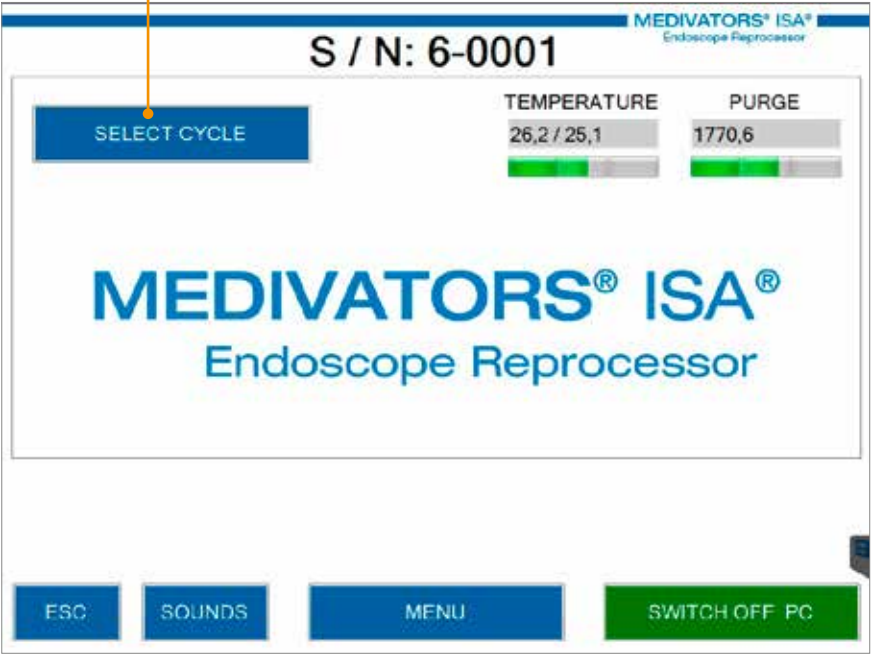 MEDIVATORS® ISA®
Endoscope Reprocessor
S / N: 6-0001
TEMPERATURE PURGE
SELECT CYCLE
26,2 / 25,1 1770,6
MEDIVATORS® ISA®
Endoscope Reprocessor
ESC SOUNDS MENU SWITCH OFF PC